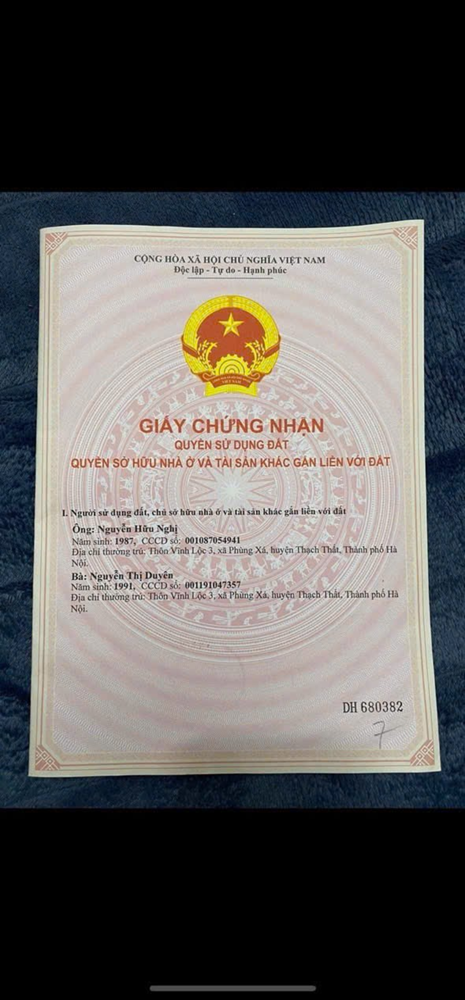 CỘNG HÒA XÃ HỘI CHỦ NGHĨA VIỆT NAM
Độc lập - Tự do - Hạnh phúc
VIỆT NAM
GIẤY CHỨNG NHẬN
QUYỀN SỬ DỤNG ĐẤT
QUYỀN SỞ HỮU NHÀ Ở VÀ TÀI SẢN KHÁC GẮN LIỀN VỚI ĐẤT
I. Người sử dụng đất, chủ sở hữu nhà ở và tài sản khác gắn liền với đất
Ông: Nguyễn Hữu Nghị
Năm sinh: 1987, CCCD số: 001087054941
Địa chỉ thường trú: Thôn Vĩnh Lộc 3, xã Phùng Xá, huyện Thạch Thất, Thành phố Hà
Nội.
Bà: Nguyễn Thị Duyên
Năm sinh: 1991, CCCD số: 001191047357
Địa chỉ thường trú: Thôn Vĩnh Lộc 3, xã Phùng Xá, huyện Thạch Thất, Thành phố Hà
Nội.
DH 680382
7